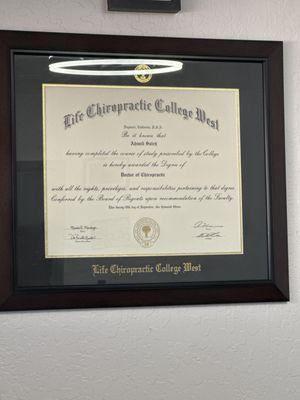 Life Chiropractic College West
Hayward, California, U.S.A.
Be it known that
having completed the course of study prescribed by the College
is hereby awarded the Degree of
Doctor of Chiropractic
with all the rights, privileges, and responsibilities pertaining to that degree
Conferred by the Board of Regents upon recommendation of the Faculty.
Life Chiropractic College West